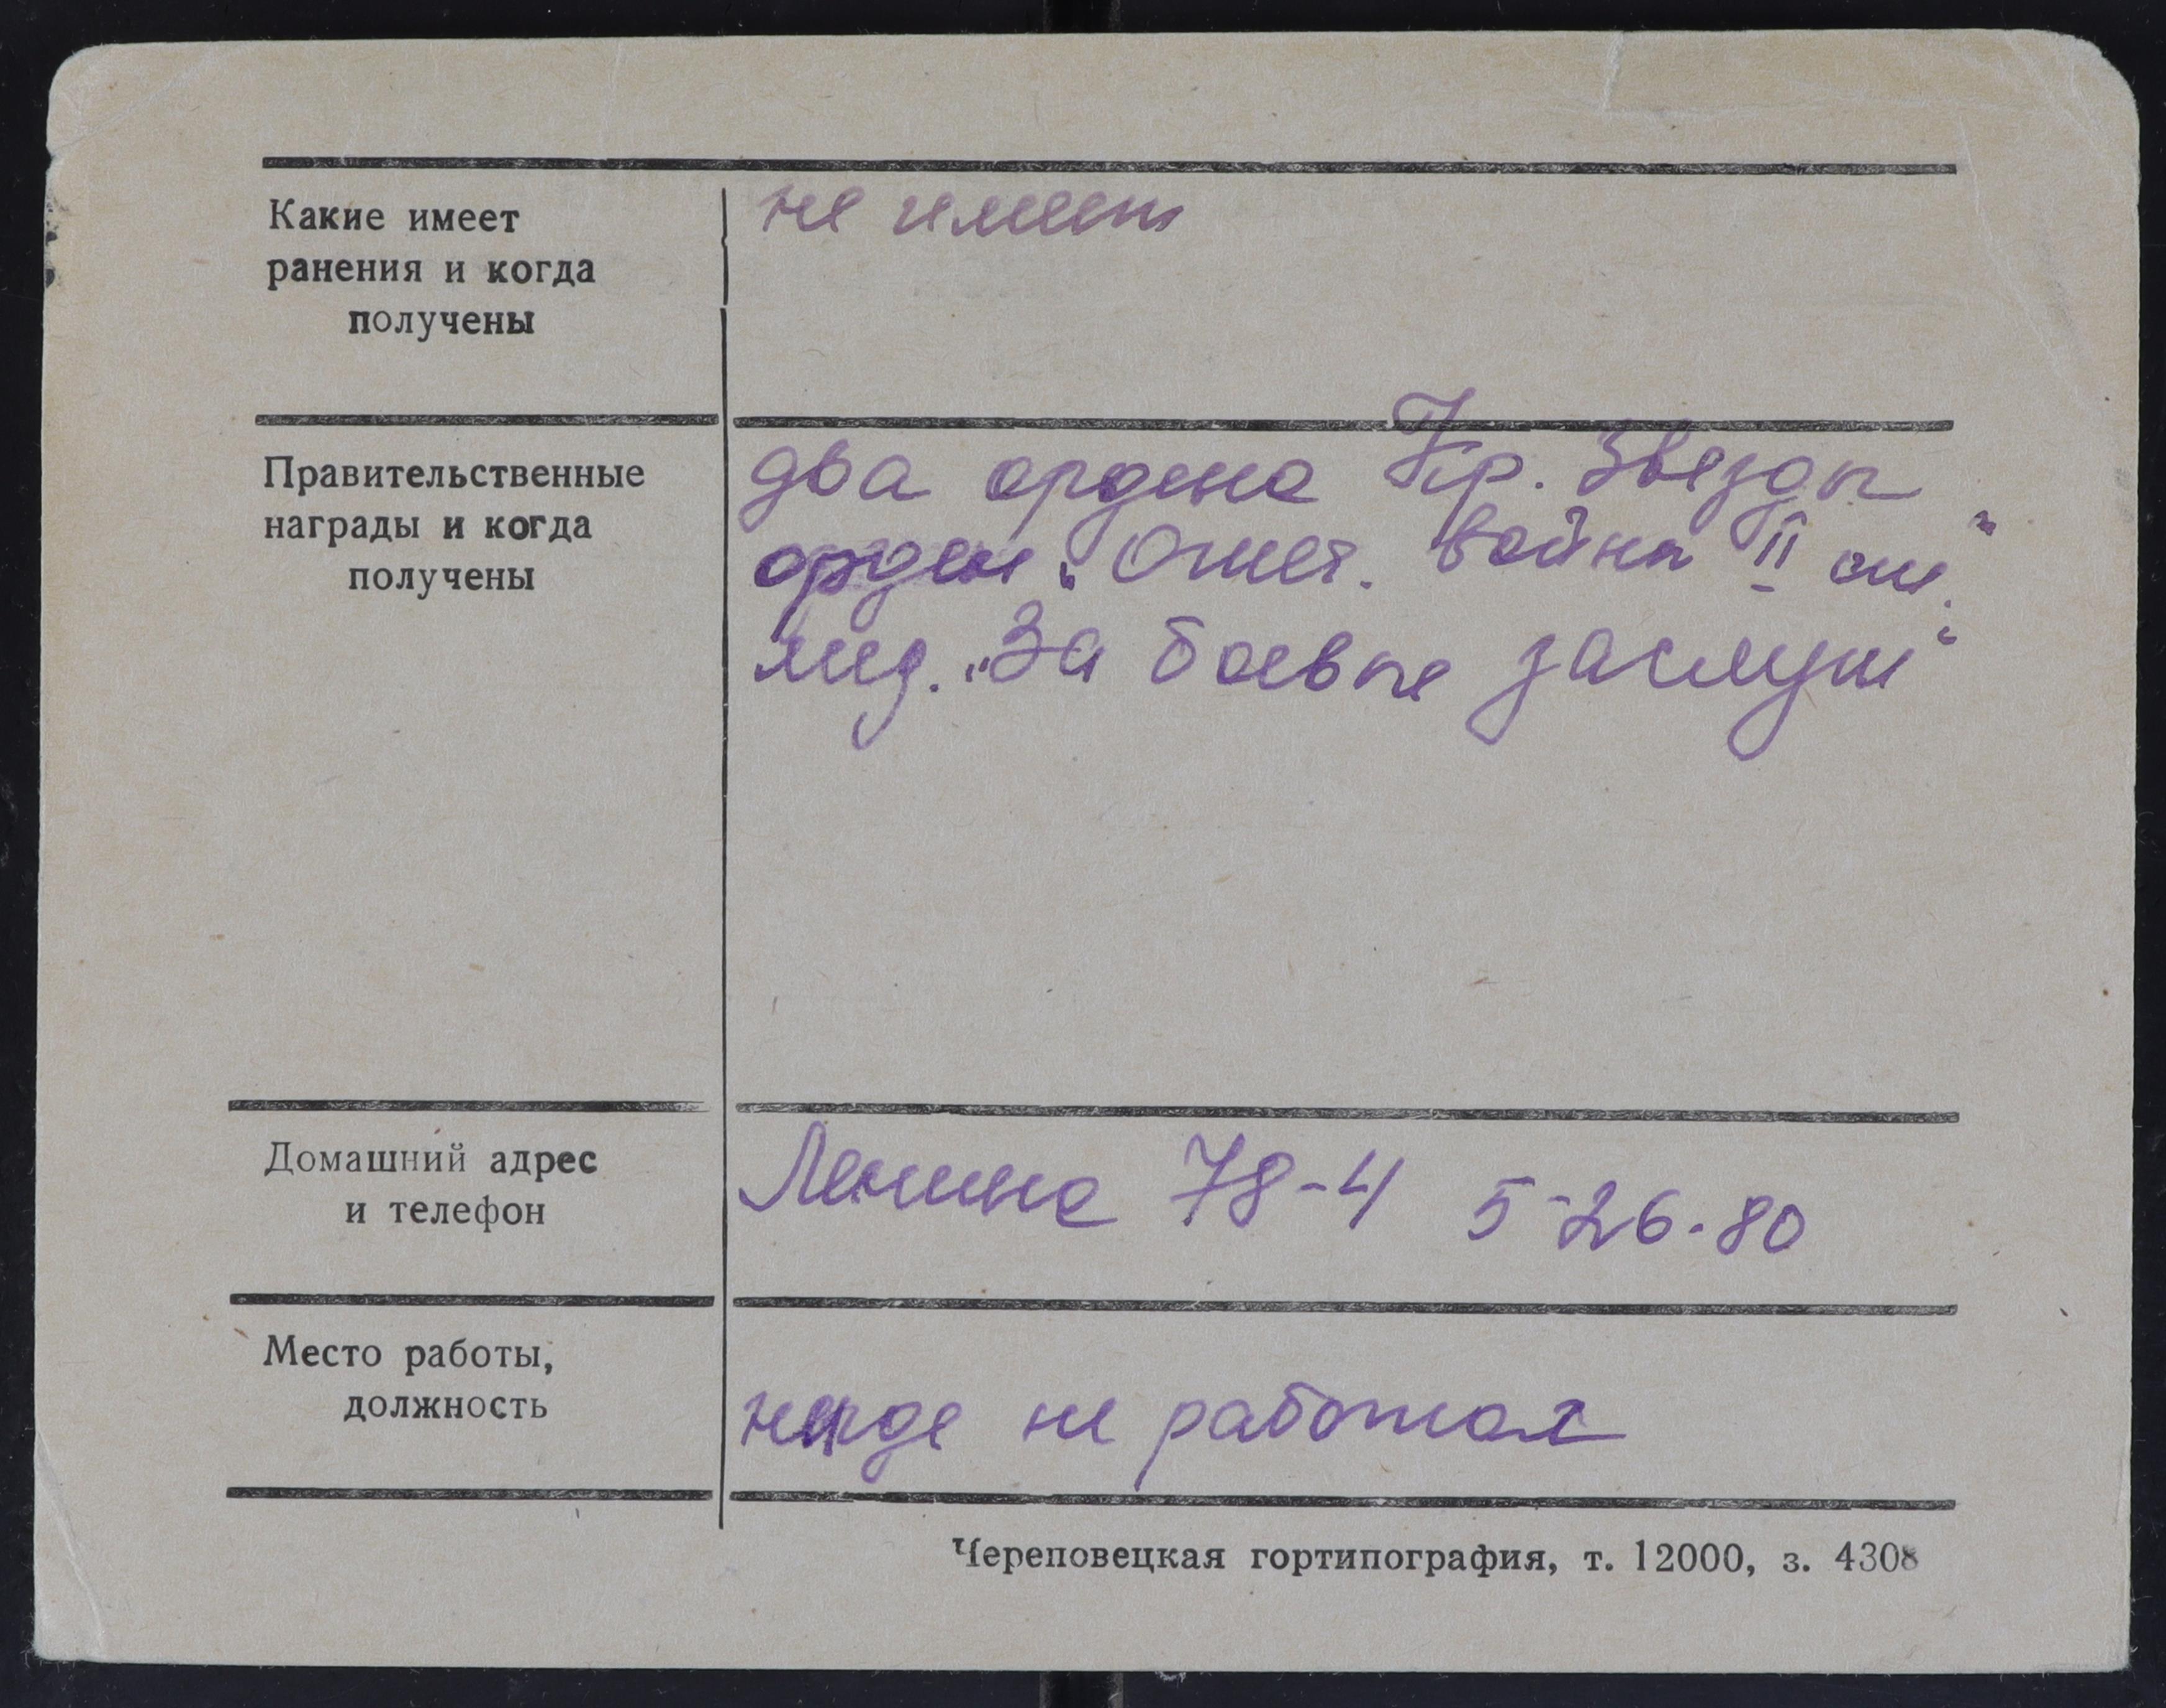 Какие имеет
ранения и когда
получены
не имеет
Правительственные
награды и когда
получены
два ордена Кр. Звезды
орден „Отеч. войны II ст."
мед. „За боевые заслуги“
Домашний адрес
и телефон
Ленина 78-4 5-26-80
Место работы,
должность
нигде не работает
Череповецкая гортипография, т. 12000, з. 4308